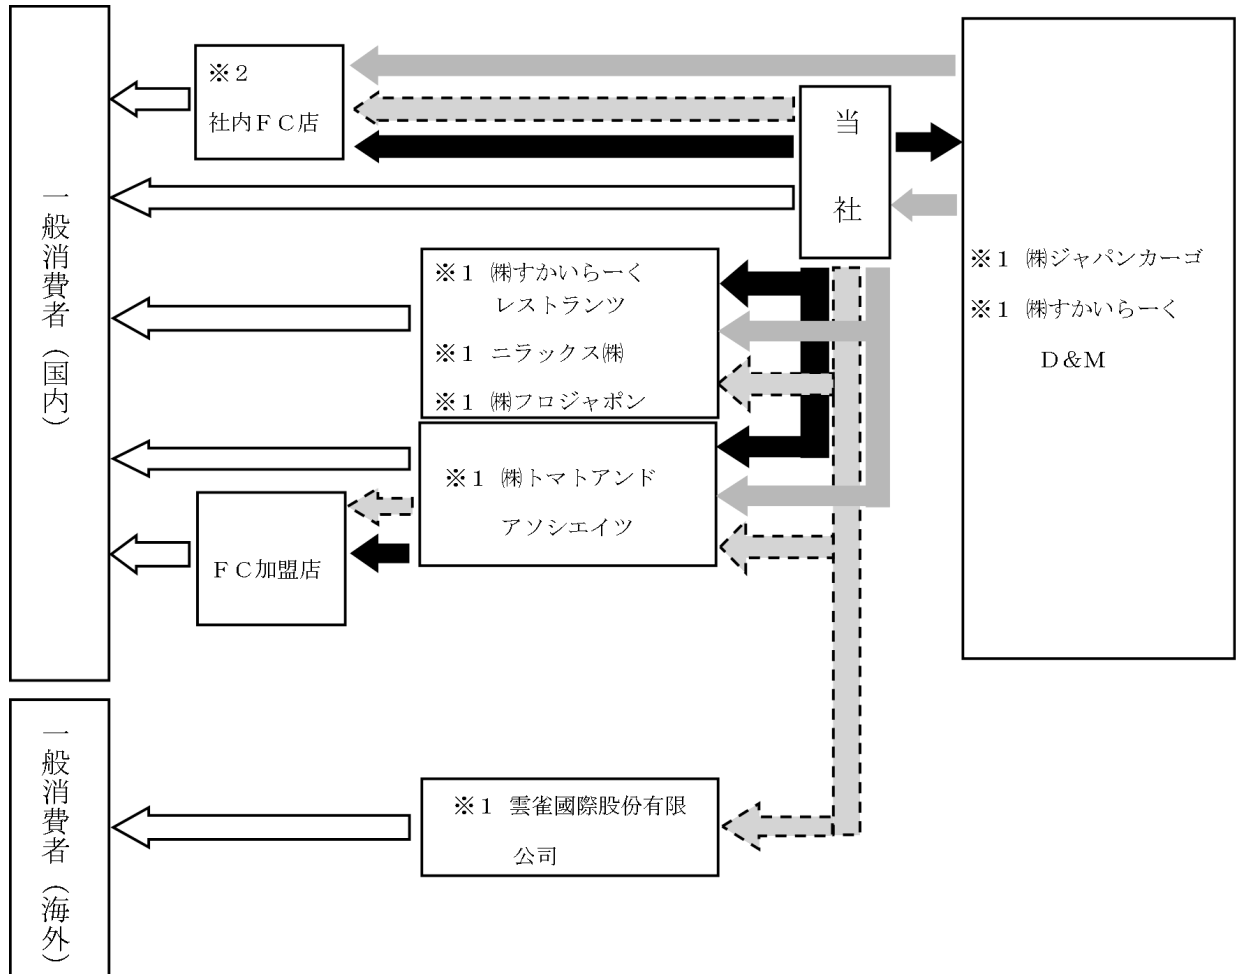 一般消費者（国内）
※２
社内ＦＣ店
当
社
※１ ㈱すかいらーく
レストランツ
※１ ニラックス㈱
※１ ㈱フロジャポン
※１ ㈱トマトアンド
アソシエイツ
ＦＣ加盟店
※１ ㈱ジャパンカーゴ
※１ ㈱すかいらーく
Ｄ＆Ｍ
一般消費者（海外）
※１ 雲雀國際股份有限
公司